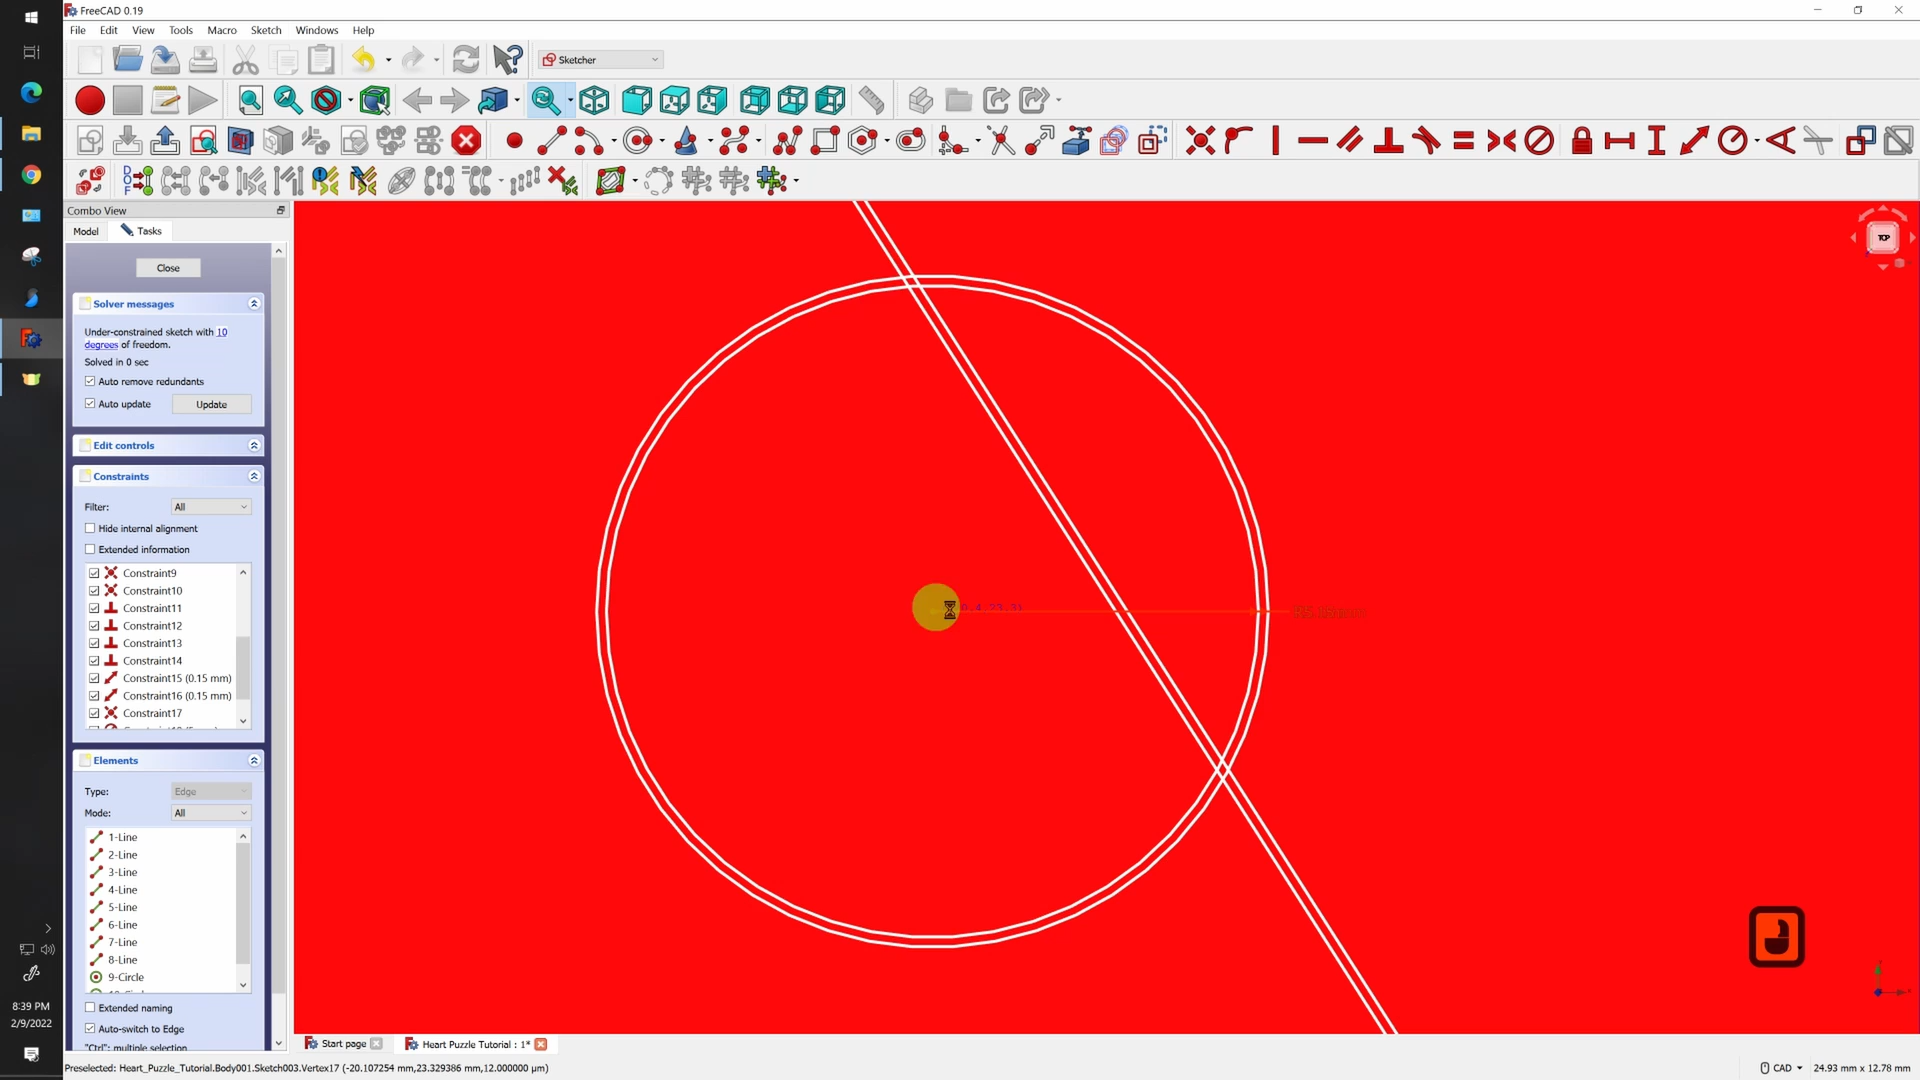 FreeCAD 0.19
File Edit View Tools Macro Sketch Windows Help
Sketcher
Combo View
Model Tasks
Close
Solver messages
Under-constrained sketch with 10
degrees of freedom.
Solved in 0 sec
Auto remove redundants
Auto update Update
Edit controls
Constraints
Filter: All
Hide internal alignment
Extended information
Constraint9
Constraint10
Constraint11
Constraint12
Constraint13
Constraint14
Constraint15 (0.15 mm)
Constraint16 (0.15 mm)
Constraint17
Elements
Type: Edge
Mode: All
1-Line
2-Line
3-Line
4-Line
5-Line
6-Line
7-Line
8-Line
9-Circle
Extended naming
Auto-switch to Edge
"Ctrl": multiple selection
TOP
8:39 PM
2/9/2022
Start page Heart Puzzle Tutorial : 1*
Preselected: Heart_Puzzle_Tutorial.Body001.Sketch003.Vertex17 (-20.107254 mm,23.329386 mm,12.000000 μm)
CAD 24.93 mm x 12.78 mm